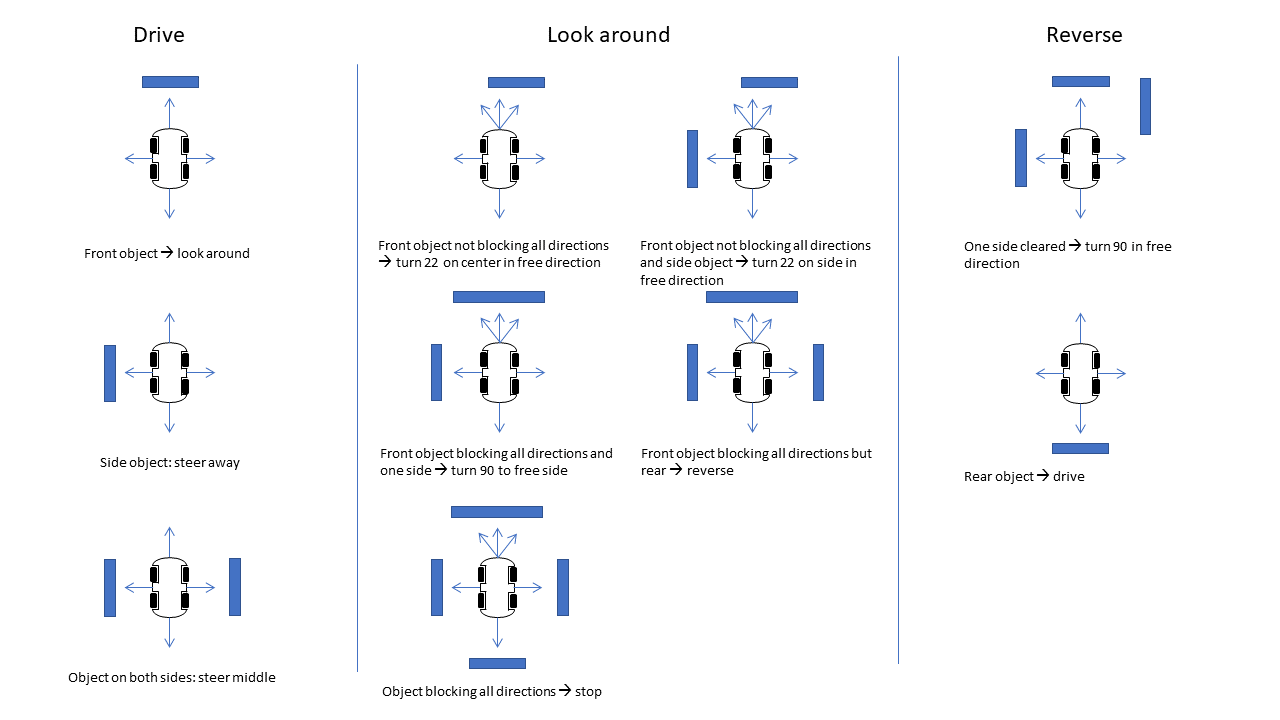 Drive
Look around
Reverse
Front object → look around
Front object not blocking all directions
→ turn 22 on center in free direction
Front object not blocking all directions
and side object → turn 22 on side in
free direction
One side cleared → turn 90 in free
direction
Side object: steer away
Front object blocking all directions and
one side → turn 90 to free side
Front object blocking all directions but
rear → reverse
Rear object → drive
Object on both sides: steer middle
Object blocking all directions → stop